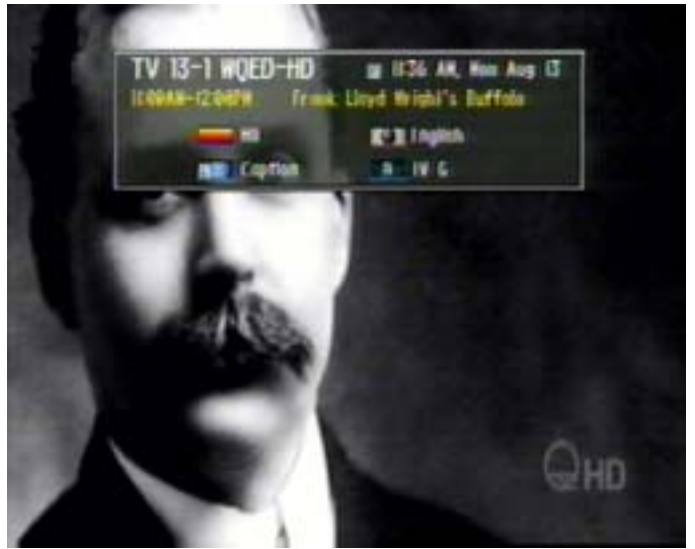 TV 13-1 WQED-HD 11:36 AM, Mon Aug 13
11:00AM-12:00PM Frank Lloyd Wright's Buffalo
HD English
Caption TV G
Q HD